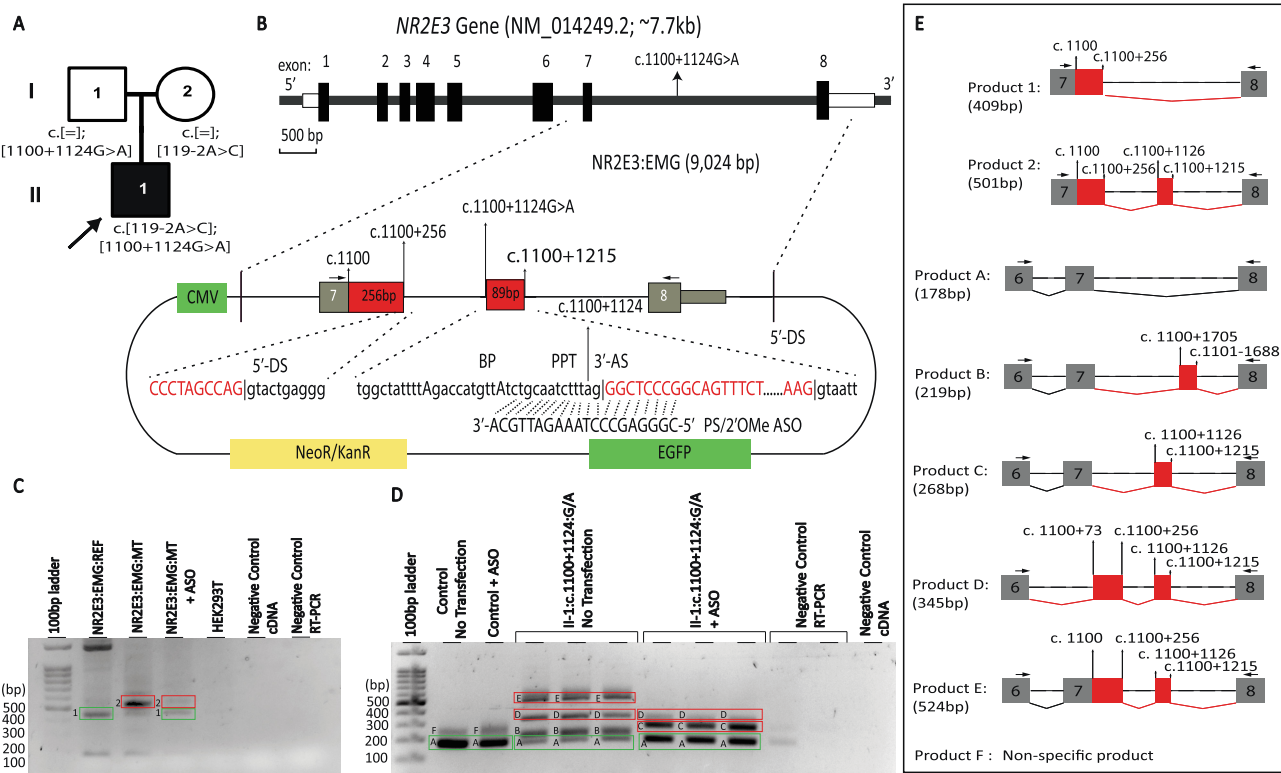 A
I
1
2
c.[=];
[1100+1124G>A]
c.[=];
[119-2A>C]
II
1
c.[119-2A>C];
[1100+1124G>A]
B
NR2E3 Gene (NM_014249.2; ~7.7kb)
exon: 1 2 3 4 5 6 7 8
5′ 3′
c.1100+1124G>A
500 bp
NR2E3:EMG (9,024 bp)
c.1100+1124G>A
c.1100+256
c.1100
c.1100+1215
CMV
7
256bp
89bp
c.1100+1124
8
5′-DS
5′-DS
BP PPT 3′-AS
CCCTAGCCAG|gtactgaggg
tggctattttAgaccatgttAtctgcaatctttag|GGCTCCCGGCAGTTTCT......AAG|gtaatt
3′-ACGTTAGAAATCCCGAGGGC-5′ PS/2′OMe ASO
NeoR/KanR
EGFP
C
100bp ladder
NR2E3:EMG:REF
NR2E3:EMG:MT
NR2E3:EMG:MT
+ ASO
HEK293T
Negative Control
cDNA
Negative Control
RT-PCR
(bp)
500
400
300
200
100
2 2
1 1
D
100bp ladder
Control
No Transfection
Control + ASO
II-1:c.1100+1124:G/A
No Transfection
II-1:c.1100+1124:G/A
+ ASO
Negative Control
RT-PCR
Negative Control
cDNA
(bp)
500
400
300
200
100
E E E
D D D D D D
C C C
F F B B B
A A A A A A A A
E
c. 1100
c.1100+256
Product 1:
(409bp)
7 8
c. 1100
c.1100+1126
c.1100+256
c.1100+1215
Product 2:
(501bp)
7 8
Product A:
(178bp)
6 7 8
c. 1100+1705
c.1101-1688
Product B:
(219bp)
6 7 8
c. 1100+1126
c.1100+1215
Product C:
(268bp)
6 7 8
c. 1100+73
c. 1100+256
c. 1100+1126
c.1100+1215
Product D:
(345bp)
6 8
c. 1100
c. 1100+256
c. 1100+1126
c.1100+1215
Product E:
(524bp)
6 7 8
Product F : Non-specific product